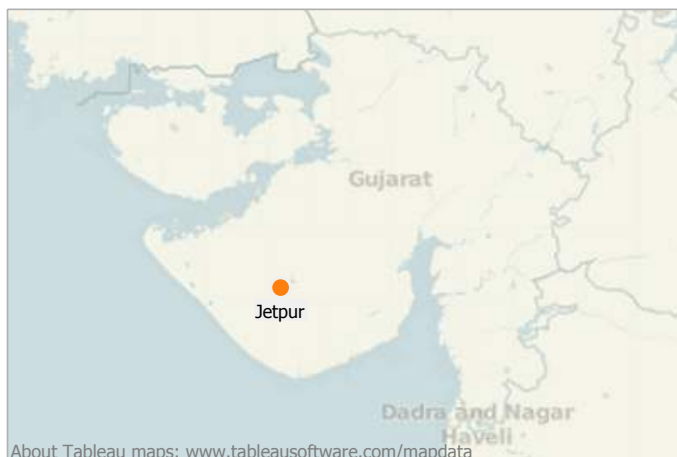 Gujarat
Jetpur
Dadra and Nagar
Haveli
About Tableau maps: www.tableausoftware.com/mapdata